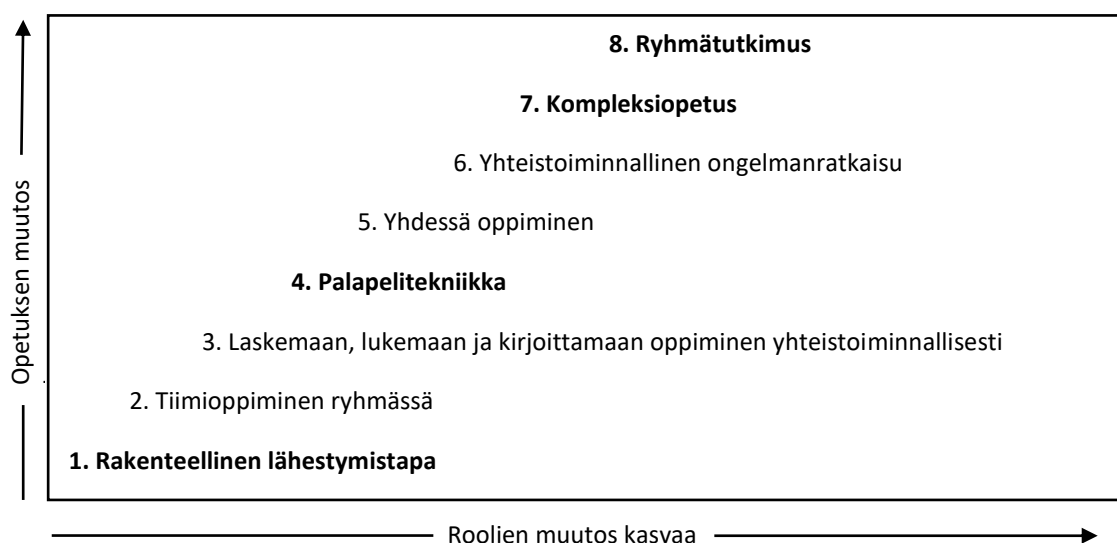 8. Ryhmätutkimus
7. Kompleksiopetus
6. Yhteistoiminnallinen ongelmanratkaisu
5. Yhdessä oppiminen
4. Palapelitekniikka
3. Laskemaan, lukemaan ja kirjoittamaan oppiminen yhteistoiminnallisesti
2. Tiimioppiminen ryhmässä
1. Rakenteellinen lähestymistapa
Opetuksen muutos
Roolien muutos kasvaa